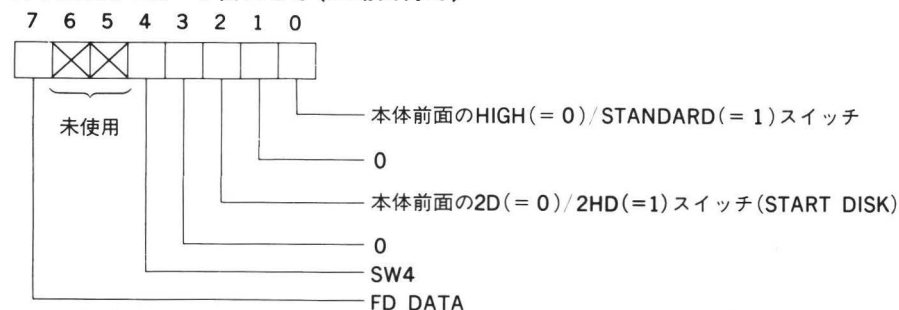 7 6 5 4 3 2 1 0
未使用
本体前面のHIGH(=0)/STANDARD(=1)スイッチ
0
本体前面の2D(=0)/2HD(=1)スイッチ(START DISK)
0
SW4
FD DATA